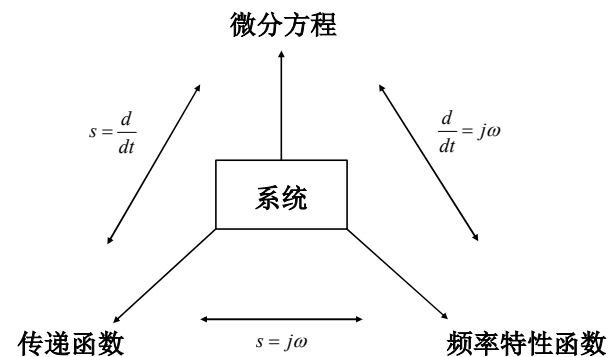 微分方程
s = d/dt
d/dt = jω
系统
传递函数
s = jω
频率特性函数